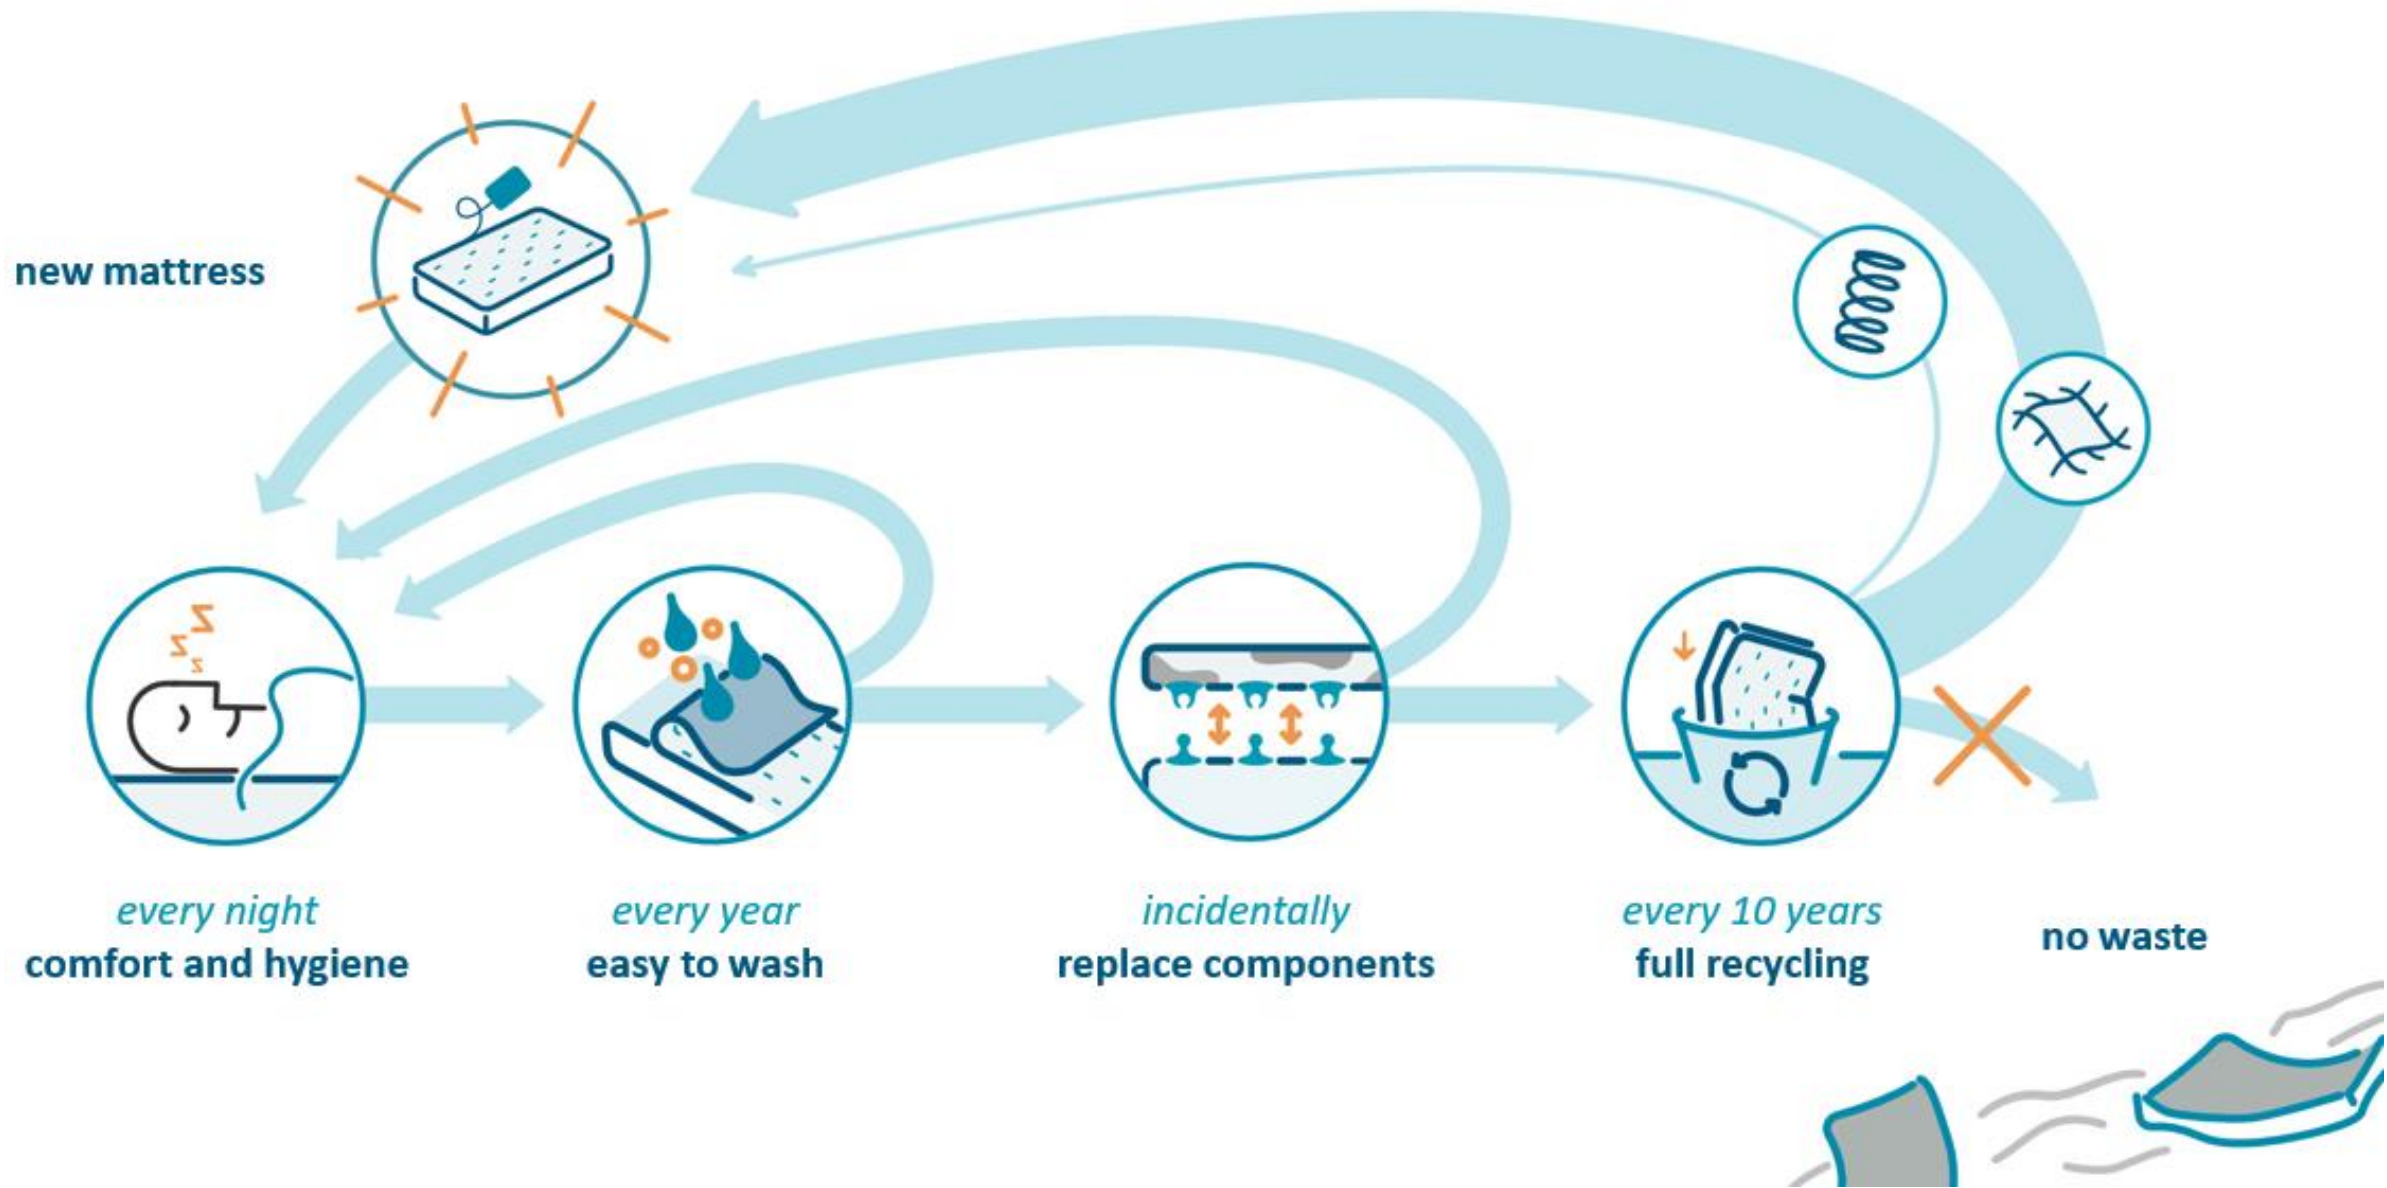 new mattress
z
z
z
every night
comfort and hygiene
every year
easy to wash
incidentally
replace components
every 10 years
full recycling
no waste